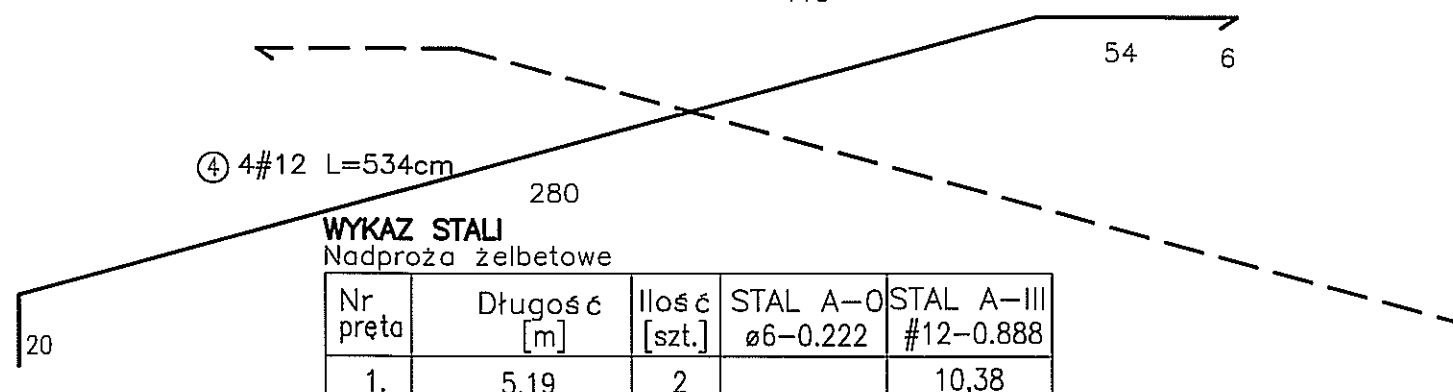 54 6
④ 4#12 L=534cm
280
20
WYKAZ STALI
Nadproża żelbetowe
Nr pręta Długość [m] Ilość [szt.] STAL A-0 ø6-0.222 STAL A-III #12-0.888
1. 5.19 2 10,38